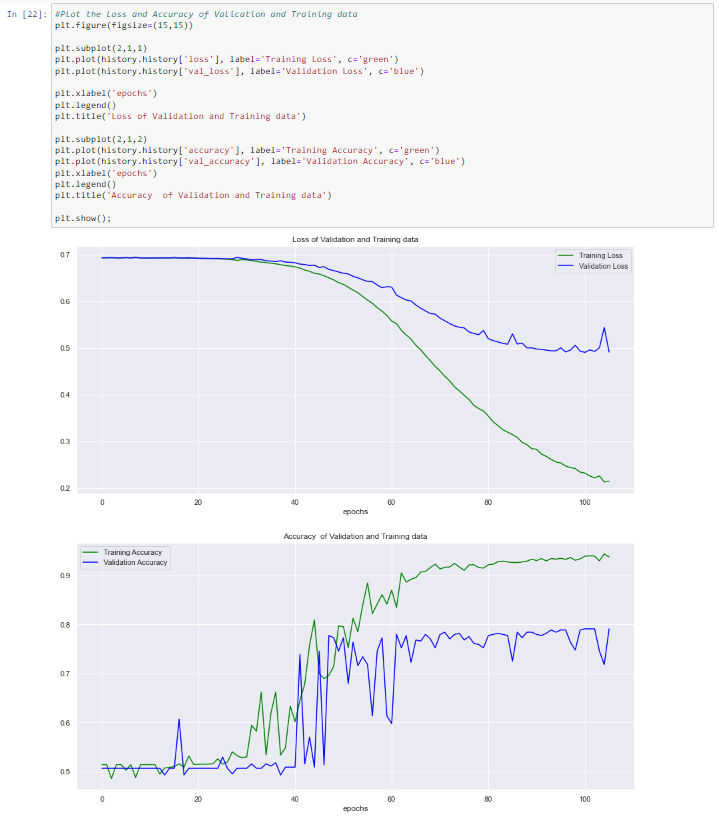 In [22]: #Plot the Loss and Accuracy of Valication and Training data
plt.figure(figsize=(15,15))
plt.subplot(2,1,1)
plt.plot(history.history['loss'], label='Training Loss', c='green')
plt.plot(history.history['val_loss'], label='Validation Loss', c='blue')
plt.xlabel('epochs')
plt.legend()
plt.title('Loss of Validation and Training data')
plt.subplot(2,1,2)
plt.plot(history.history['accuracy'], label='Training Accuracy', c='green')
plt.plot(history.history['val_accuracy'], label='Validation Accuracy', c='blue')
plt.xlabel('epochs')
plt.legend()
plt.title('Accuracy  of Validation and Training data')
plt.show();
Loss of Validation and Training data
Training Loss
Validation Loss
0.7
0.6
0.5
0.4
0.3
0.2
0 20 40 60 80 100
epochs
Accuracy  of Validation and Training data
Training Accuracy
Validation Accuracy
0.9
0.8
0.7
0.6
0.5
0 20 40 60 80 100
epochs